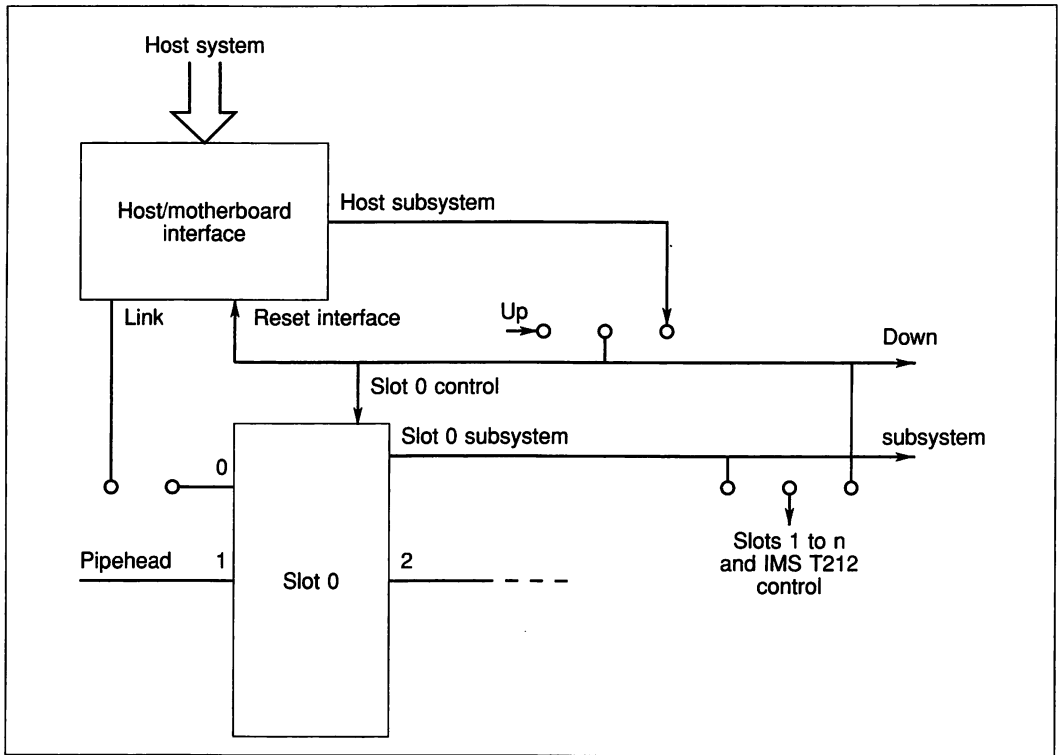 Host system
Host/motherboard
interface
Host subsystem
Link
Reset interface
Up
Down
Slot 0 control
Slot 0 subsystem
subsystem
0
Pipehead
1
2
Slot 0
Slots 1 to n
and IMS T212
control